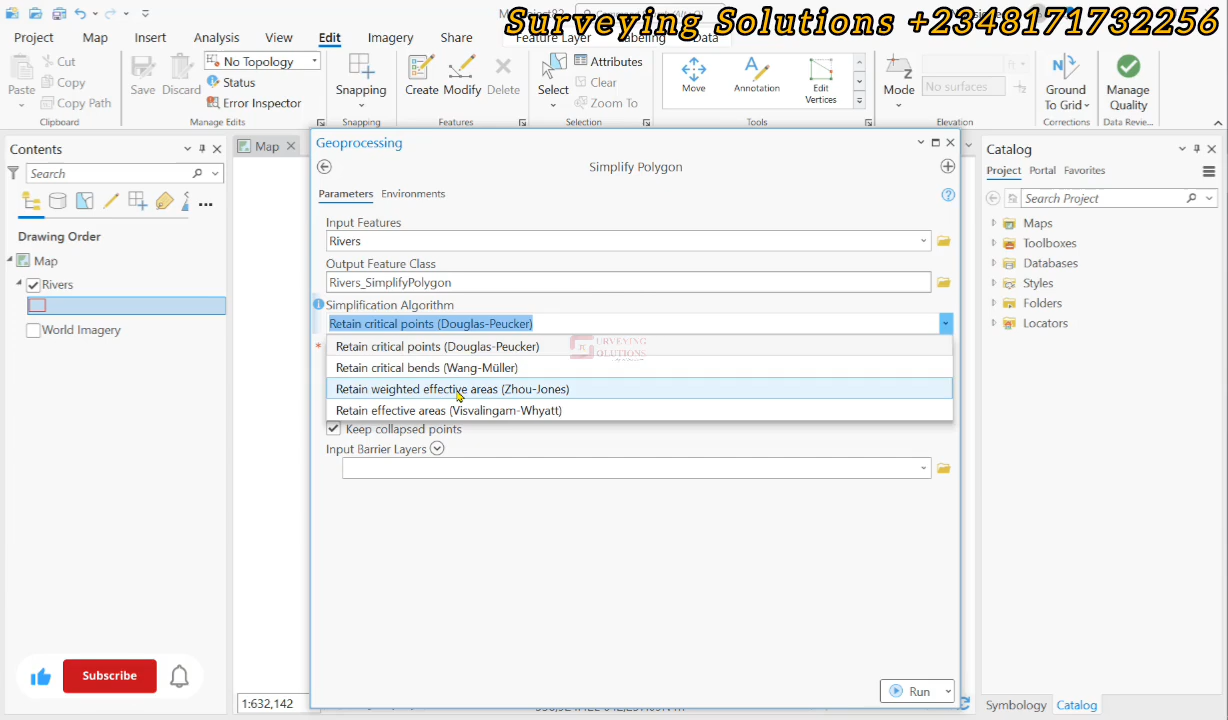 Surveying Solutions +2348171732256
Project Map Insert Analysis View Edit Imagery Share Feature Layer Labeling Data
Paste
Cut
Copy
Copy Path
Clipboard
Save
Discard
No Topology
Status
Error Inspector
Manage Edits
Snapping
Snapping
Create
Modify
Delete
Features
Select
Attributes
Clear
Zoom To
Selection
Move
Annotation
Edit
Vertices
Tools
Mode
No surfaces
ft
Elevation
Ground
To Grid
Corrections
Manage
Quality
Data Revie...
Contents
Search
Drawing Order
Map
Rivers
World Imagery
Subscribe
Map
1:632,142
Geoprocessing
Simplify Polygon
Parameters Environments
Input Features
Rivers
Output Feature Class
Rivers_SimplifyPolygon
Simplification Algorithm
Retain critical points (Douglas-Peucker)
Retain critical points (Douglas-Peucker)
Retain critical bends (Wang-Müller)
Retain weighted effective areas (Zhou-Jones)
Retain effective areas (Visvalingam-Whyatt)
URVEYING
OLUTIONS
Keep collapsed points
Input Barrier Layers
Run
Catalog
Project Portal Favorites
Search Project
Maps
Toolboxes
Databases
Styles
Folders
Locators
Symbology Catalog